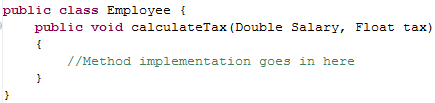 public class Employee {
public void calculateTax(Double Salary, Float tax)
{
//Method implementation goes in here
}
}